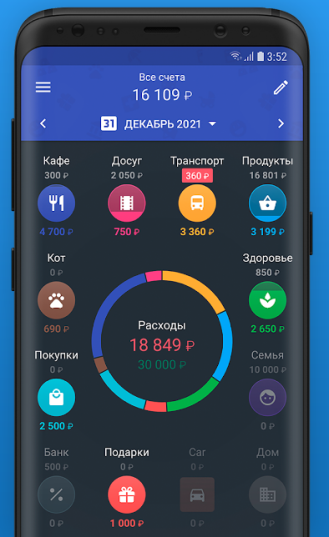 3:52
Все счета
16 109 ₽
31 ДЕКАБРЬ 2021
Кафе Досуг Транспорт Продукты
300 ₽ 2 050 ₽ 360 ₽ 16 801 ₽
4 700 ₽ 750 ₽ 3 360 ₽ 3 199 ₽
Кот Здоровье
0 ₽ 850 ₽
690 ₽ 2 650 ₽
Расходы
18 849 ₽
30 000 ₽
Покупки Семья
0 ₽ 10 000 ₽
2 500 ₽ 0 ₽
Банк Подарки Car Дом
500 ₽ 0 ₽ 0 ₽ 0 ₽
0 ₽ 1 000 ₽ 0 ₽ 0 ₽